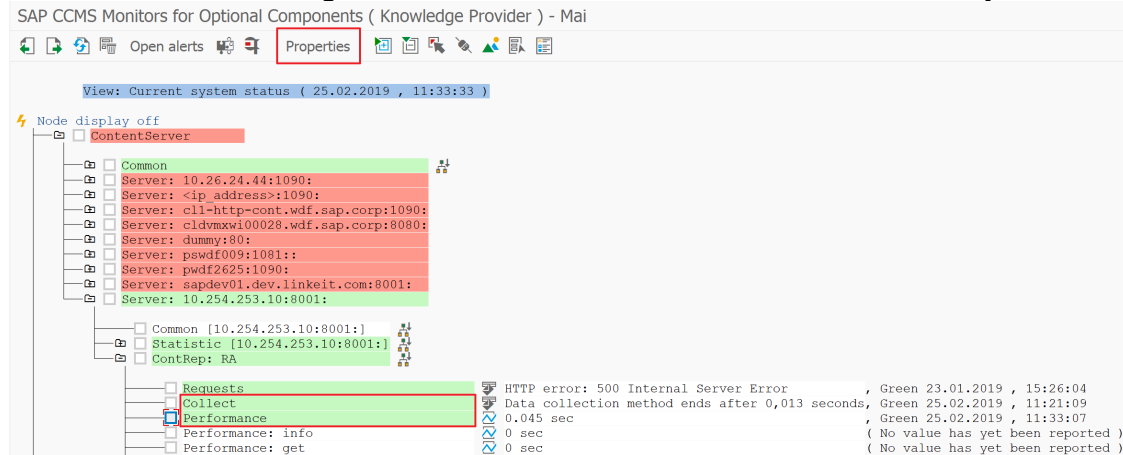 SAP CCMS Monitors for Optional Components ( Knowledge Provider ) - Mai
Open alerts Properties
View: Current system status ( 25.02.2019 , 11:33:33 )
Node display off
ContentServer
Common
Server: 10.26.24.44:1090:
Server: <ip_address>:1090:
Server: cl1-http-cont.wdf.sap.corp:1090:
Server: cldvmxwi00028.wdf.sap.corp:8080:
Server: dummy:80:
Server: pswdf009:1081::
Server: pwdf2625:1090:
Server: sapdev01.dev.linkeit.com:8001:
Server: 10.254.253.10:8001:
Common [10.254.253.10:8001:]
Statistic [10.254.253.10:8001:]
ContRep: RA
Requests HTTP error: 500 Internal Server Error , Green 23.01.2019 , 15:26:04
Collect Data collection method ends after 0,013 seconds, Green 25.02.2019 , 11:21:09
Performance 0.045 sec , Green 25.02.2019 , 11:33:07
Performance: info 0 sec ( No value has yet been reported )
Performance: get 0 sec ( No value has yet been reported )